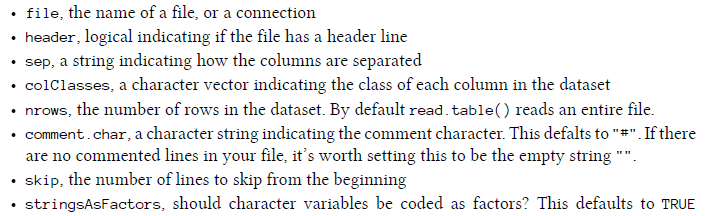 • file, the name of a file, or a connection
• header, logical indicating if the file has a header line
• sep, a string indicating how the columns are separated
• colClasses, a character vector indicating the class of each column in the dataset
• nrows, the number of rows in the dataset. By default read.table() reads an entire file.
• comment.char, a character string indicating the comment character. This defalts to "#". If there
are no commented lines in your file, it’s worth setting this to be the empty string "".
• skip, the number of lines to skip from the beginning
• stringsAsFactors, should character variables be coded as factors? This defaults to TRUE